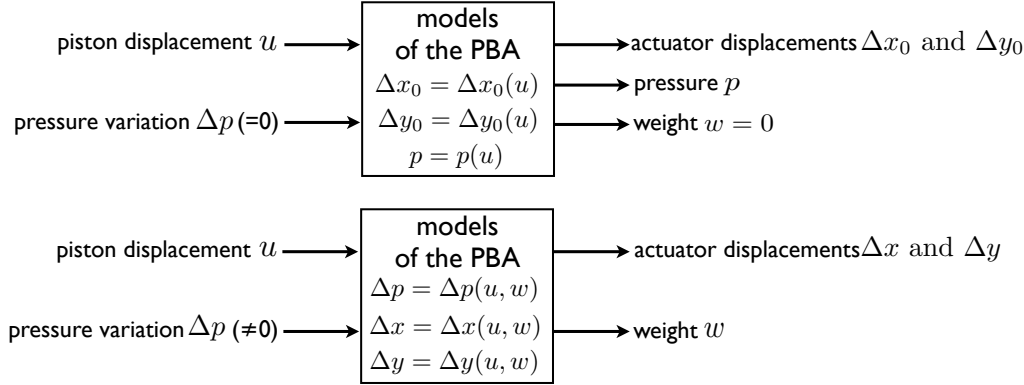 models
of the PBA
piston displacement u
actuator displacements Δx₀ and Δy₀
Δx₀ = Δx₀(u)
pressure p
pressure variation Δp (=0)
Δy₀ = Δy₀(u)
weight w = 0
p = p(u)
models
of the PBA
piston displacement u
actuator displacements Δx and Δy
Δp = Δp(u, w)
pressure variation Δp (≠0)
Δx = Δx(u, w)
weight w
Δy = Δy(u, w)